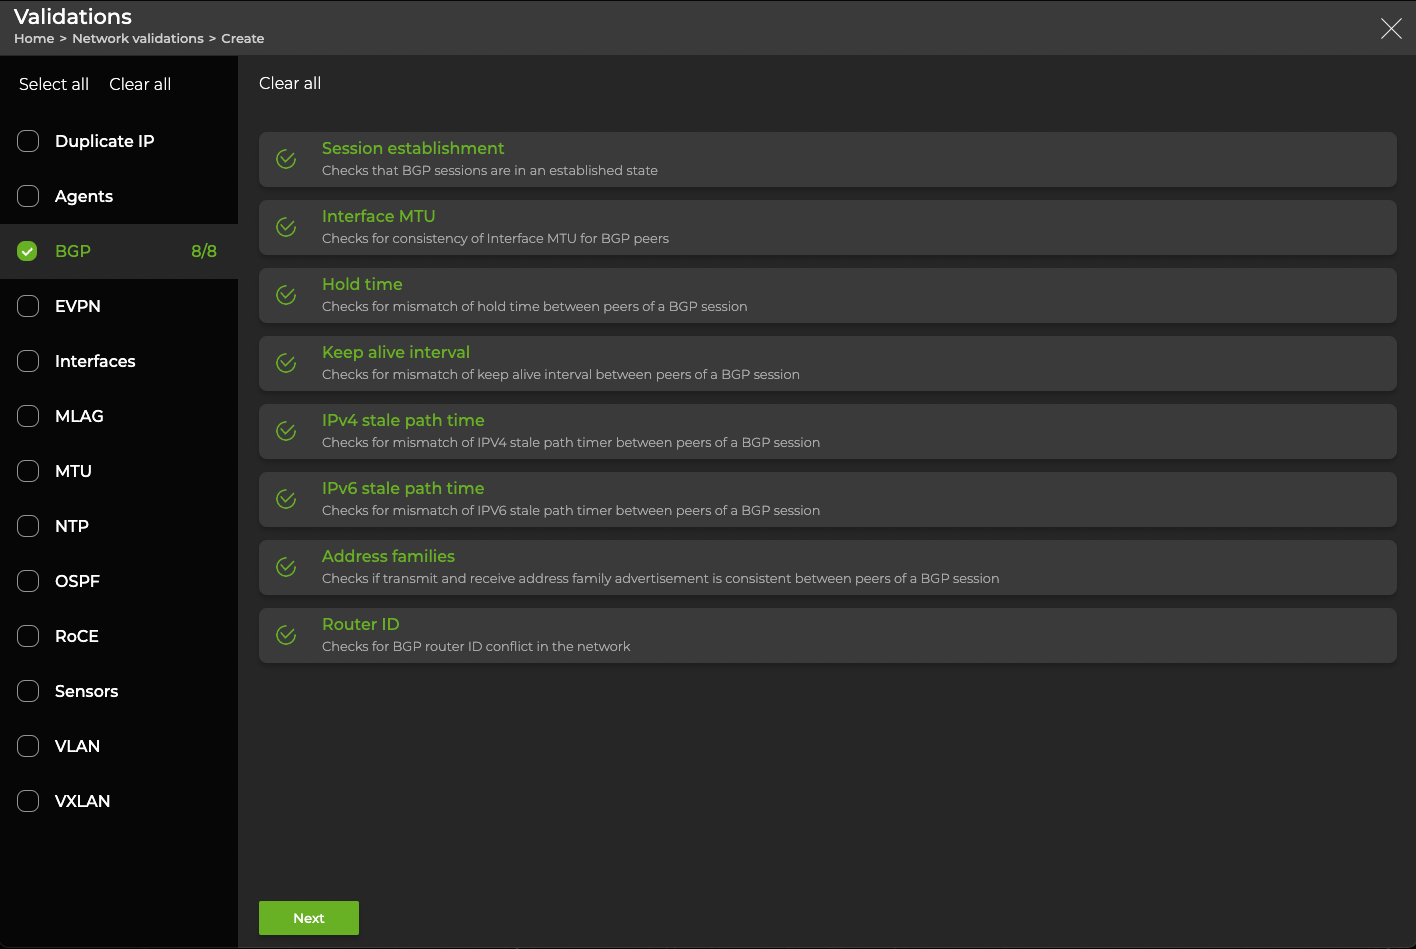 Validations
Home > Network validations > Create
Select all Clear all
Duplicate IP
Agents
BGP 8/8
EVPN
Interfaces
MLAG
MTU
NTP
OSPF
RoCE
Sensors
VLAN
VXLAN
Clear all
Session establishment
Checks that BGP sessions are in an established state
Interface MTU
Checks for consistency of Interface MTU for BGP peers
Hold time
Checks for mismatch of hold time between peers of a BGP session
Keep alive interval
Checks for mismatch of keep alive interval between peers of a BGP session
IPv4 stale path time
Checks for mismatch of IPV4 stale path timer between peers of a BGP session
IPv6 stale path time
Checks for mismatch of IPV6 stale path timer between peers of a BGP session
Address families
Checks if transmit and receive address family advertisement is consistent between peers of a BGP session
Router ID
Checks for BGP router ID conflict in the network
Next